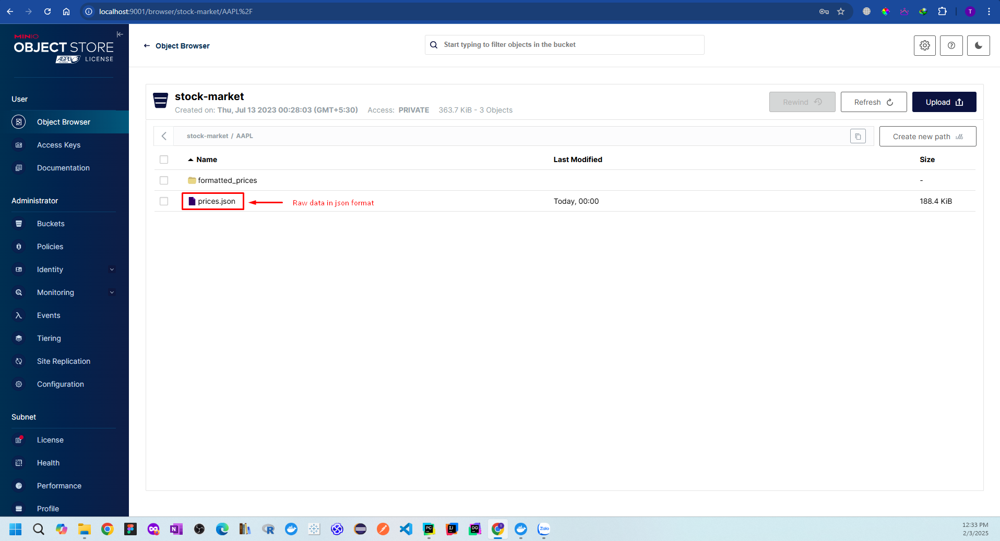 localhost:9001/browser/stock-market/AAPL%2F
T
MINIO
OBJECT STORE
AGPLv3 LICENSE
User
Object Browser
Access Keys
Documentation
Administrator
Buckets
Policies
Identity
Monitoring
Events
Tiering
Site Replication
Configuration
Subnet
License
Health
Performance
Profile
Object Browser
Start typing to filter objects in the bucket
stock-market
Created on: Thu, Jul 13 2023 00:28:03 (GMT+5:30) Access: PRIVATE 363.7 KiB - 3 Objects
Rewind
Refresh
Upload
stock-market / AAPL
Create new path
Name Last Modified Size
formatted_prices -
prices.json Raw data in json format Today, 00:00 188.4 KiB
N
R
PC
IJ
DG
Zalo
12:33 PM
2/3/2025